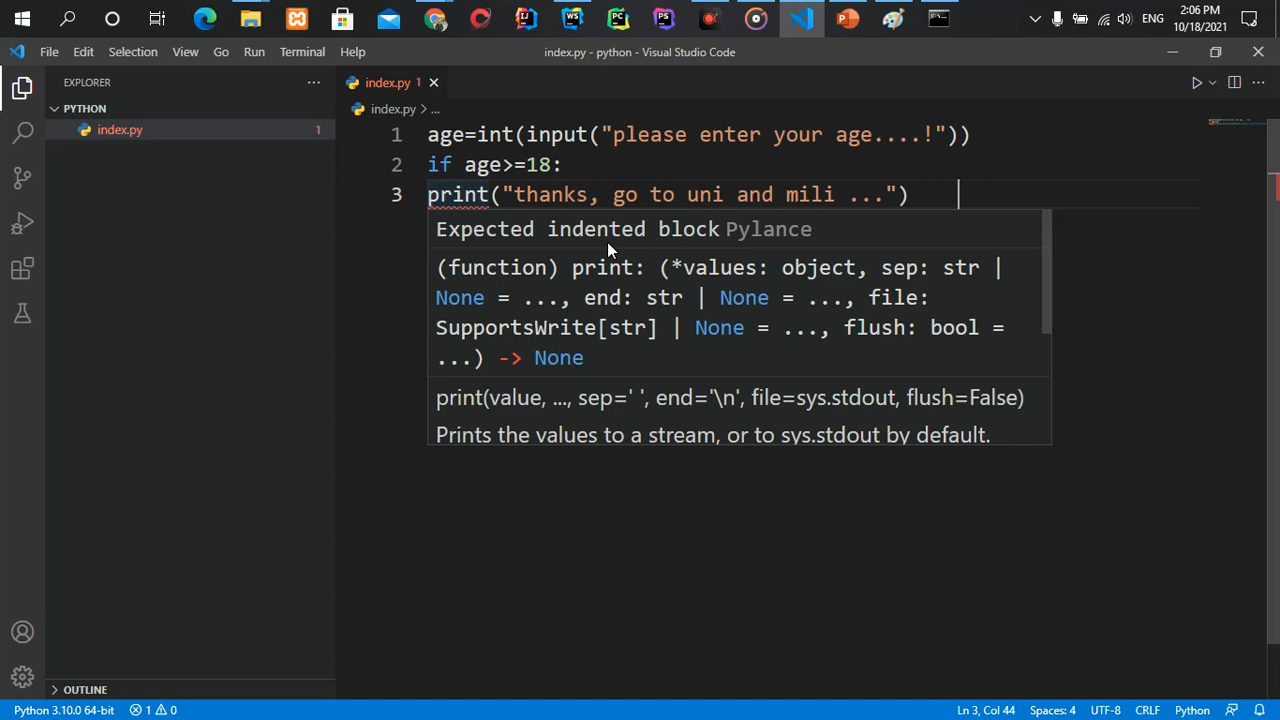 2:06 PM
ENG
10/18/2021
IJ
WS
PC
PS
File Edit Selection View Go Run Terminal Help
index.py - python - Visual Studio Code
EXPLORER
index.py 1
PYTHON
index.py > ...
index.py 1
1 age=int(input("please enter your age....!"))
2 if age>=18:
3 print("thanks, go to uni and mili ...")
Expected indented block Pylance
(function) print: (*values: object, sep: str |
None = ..., end: str | None = ..., file:
SupportsWrite[str] | None = ..., flush: bool =
...) -> None
print(value, ..., sep=' ', end='\n', file=sys.stdout, flush=False)
Prints the values to a stream, or to sys.stdout by default.
OUTLINE
Python 3.10.0 64-bit 1 0 Ln 3, Col 44 Spaces: 4 UTF-8 CRLF Python